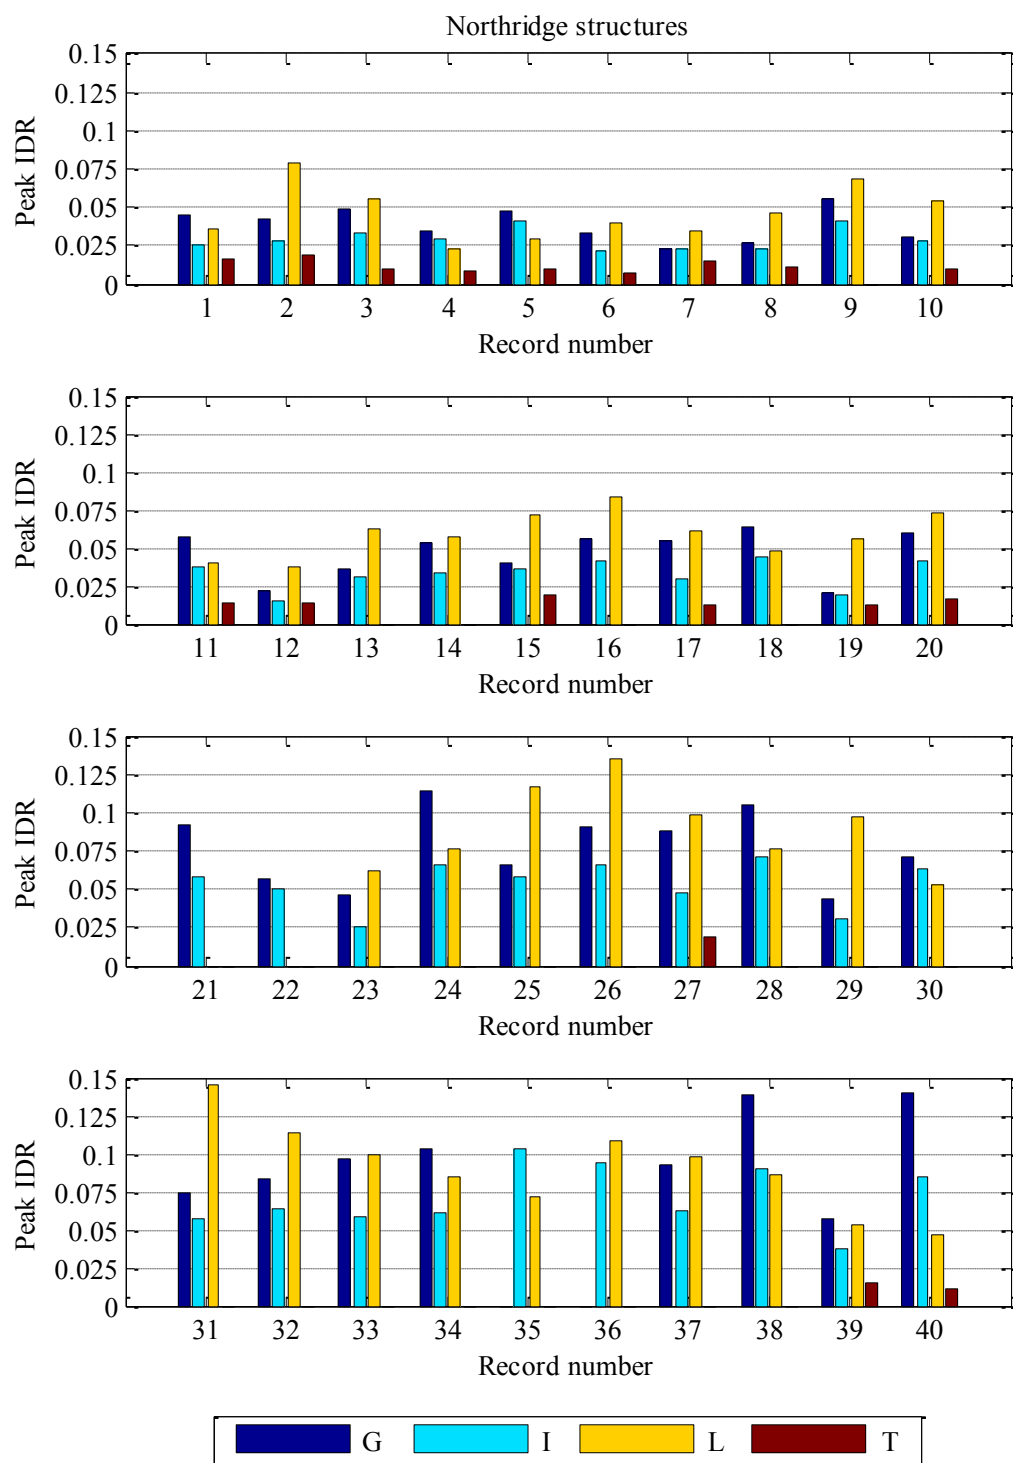 Northridge structures
0.15
0.125
0.1
0.075
0.05
0.025
0
Peak IDR
1 2 3 4 5 6 7 8 9 10
Record number
0.15
0.125
0.1
0.075
0.05
0.025
0
Peak IDR
11 12 13 14 15 16 17 18 19 20
Record number
0.15
0.125
0.1
0.075
0.05
0.025
0
Peak IDR
21 22 23 24 25 26 27 28 29 30
Record number
0.15
0.125
0.1
0.075
0.05
0.025
0
Peak IDR
31 32 33 34 35 36 37 38 39 40
Record number
G I L T